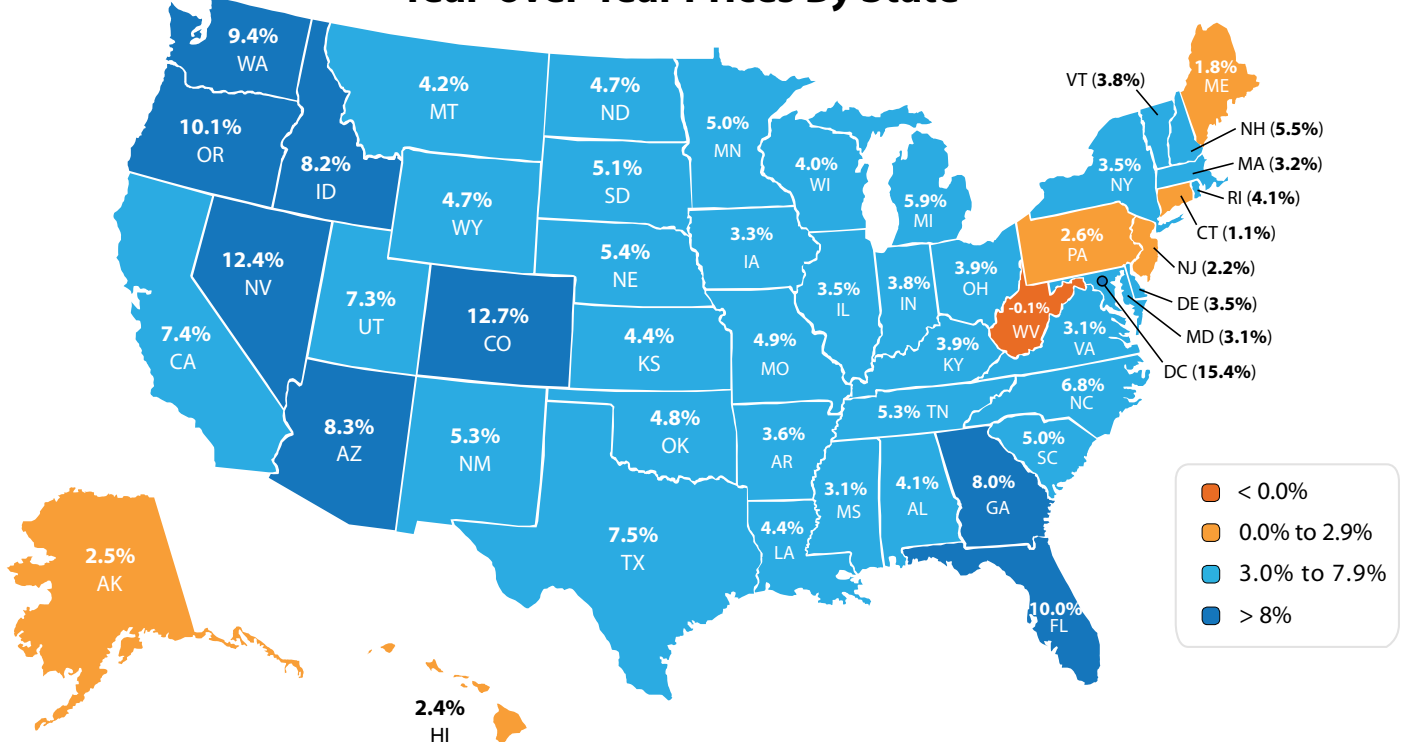 Year-over-Year Prices By State
9.4%
WA
10.1%
OR
8.2%
ID
4.2%
MT
4.7%
ND
5.0%
MN
4.0%
WI
5.9%
MI
3.5%
NY
VT (3.8%)
1.8%
ME
NH (5.5%)
MA (3.2%)
RI (4.1%)
CT (1.1%)
NJ (2.2%)
DE (3.5%)
MD (3.1%)
DC (15.4%)
4.7%
WY
5.1%
SD
5.4%
NE
3.3%
IA
3.5%
IL
3.8%
IN
3.9%
OH
2.6%
PA
-0.1%
WV
3.1%
VA
12.4%
NV
7.3%
UT
12.7%
CO
4.4%
KS
4.9%
MO
3.9%
KY
7.4%
CA
8.3%
AZ
5.3%
NM
4.8%
OK
3.6%
AR
5.3% TN
6.8%
NC
5.0%
SC
7.5%
TX
4.4%
LA
3.1%
MS
4.1%
AL
8.0%
GA
10.0%
FL
2.5%
AK
2.4%
HI
< 0.0%
0.0% to 2.9%
3.0% to 7.9%
> 8%